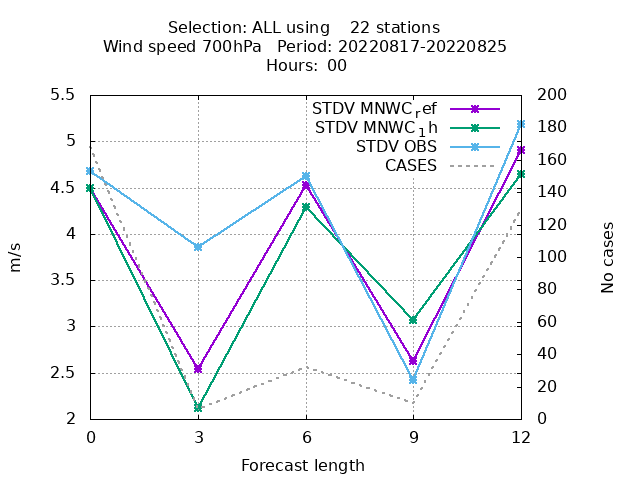 Selection: ALL using 22 stations
Wind speed 700hPa Period: 20220817-20220825
Hours: 00
STDV MNWCref
STDV MNWC1h
STDV OBS
CASES
5.5
5
4.5
4
3.5
3
2.5
2
m/s
200
180
160
140
120
100
80
60
40
20
0
No cases
0 3 6 9 12
Forecast length